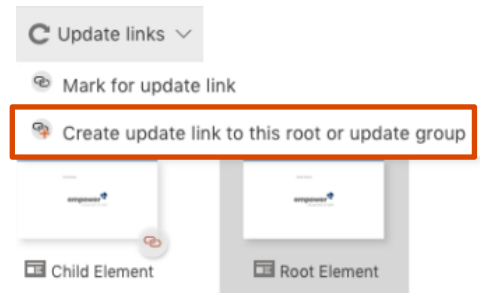 Update links
Mark for update link
Create update link to this root or update group
empower
empower
Child Element
Root Element